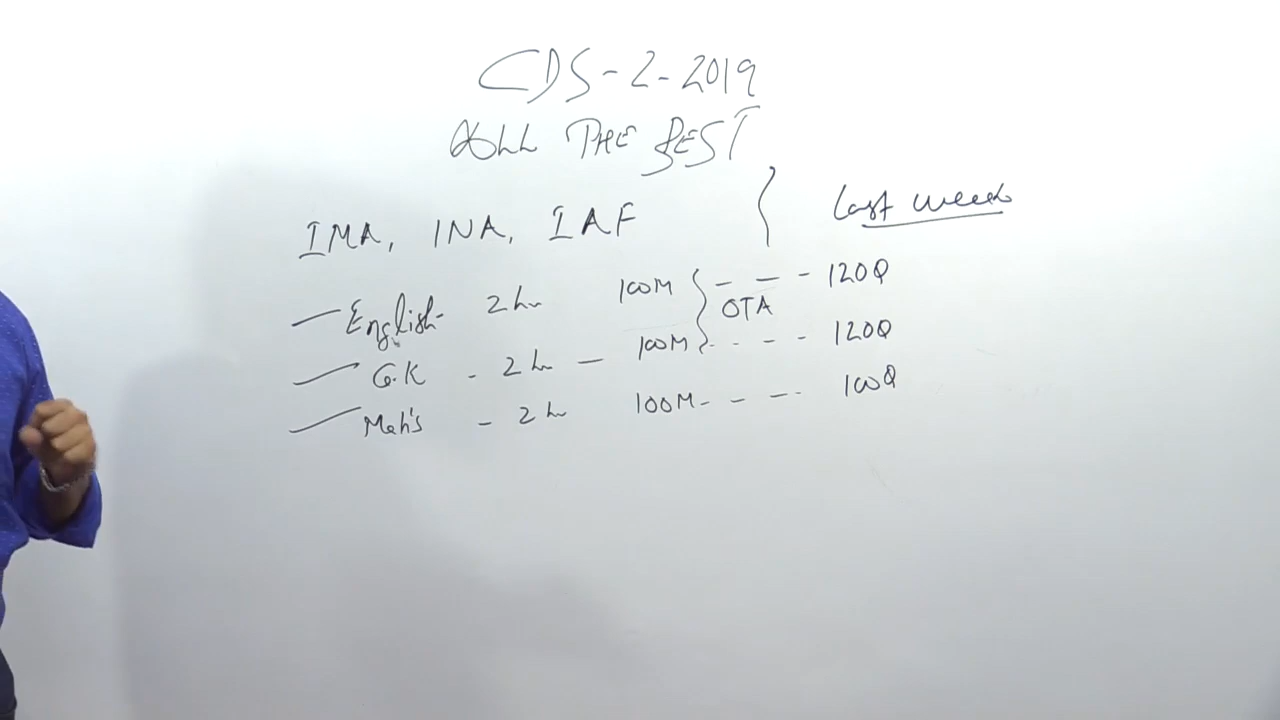 CDS-2-2019
ALL THE BEST
IMA, INA, IAF } Last week
— English - 2 hr 100M } - - - 120Q
OTA
— G.K - 2 hr — 100M - - - - 120Q
— Math's - 2 hr 100M - - - - 100Q